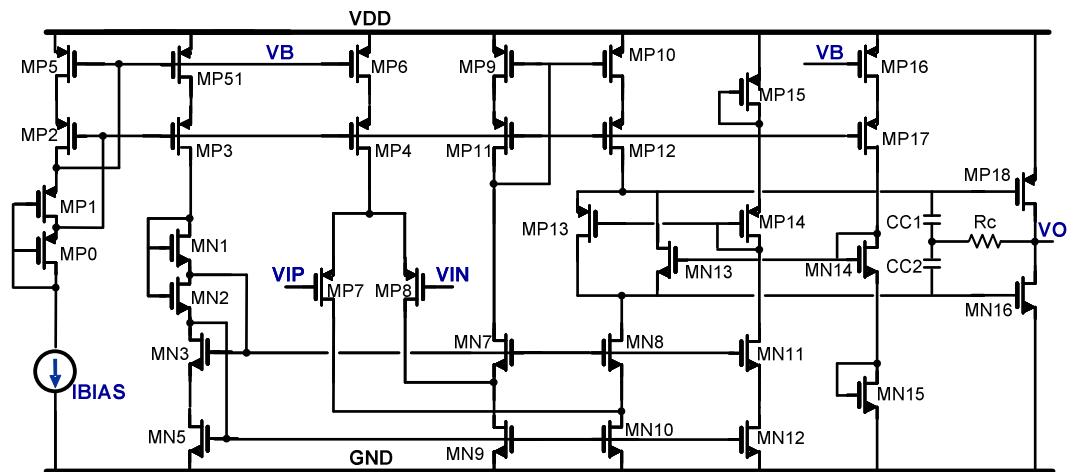 VDD
MP5
MP51
VB
MP6
MP9
MP10
MP15
VB
MP16
MP2
MP3
MP4
MP11
MP12
MP17
MP1
MP0
MN1
MN2
VIP
MP7
MP8
VIN
MP13
MP14
MN13
MN14
CC1
CC2
Rc
MP18
VO
MN16
IBIAS
MN3
MN7
MN8
MN11
MN15
MN5
MN9
MN10
MN12
GND